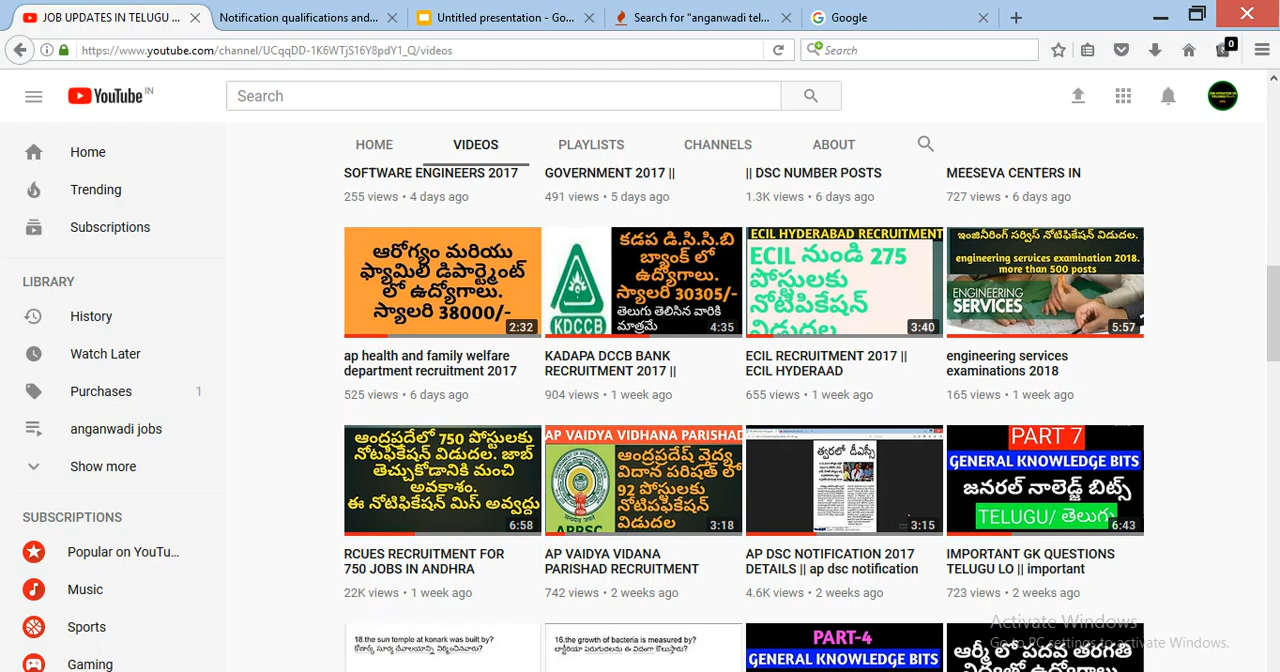 JOB UPDATES IN TELUGU ...
Notification qualifications and...
Untitled presentation - Go...
Search for "anganwadi tel...
Google
https://www.youtube.com/channel/UCqqDD-1K6WTjS16Y8pdY1_Q/videos
Search
0
YouTube IN
Search
Home
Trending
Subscriptions
LIBRARY
History
Watch Later
Purchases 1
anganwadi jobs
Show more
SUBSCRIPTIONS
Popular on YouTu...
Music
Sports
Gaming
HOME VIDEOS PLAYLISTS CHANNELS ABOUT
SOFTWARE ENGINEERS 2017
255 views • 4 days ago
GOVERNMENT 2017 ||
491 views • 5 days ago
|| DSC NUMBER POSTS
1.3K views • 6 days ago
MEESEVA CENTERS IN
727 views • 6 days ago
ఆరోగ్యం మరియు
ఫ్యామిలీ డిపార్ట్మెంట్
లో ఉద్యోగాలు.
స్యాలరి 38000/-
2:32
ap health and family welfare
department recruitment 2017
525 views • 6 days ago
KDCCB
కడప డి.సి.సి.బి
బ్యాంక్ లో
ఉద్యోగాలు.
స్యాలరి 30305/-
తెలుగు తెలిసిన వారికి
మాత్రమే
4:35
KADAPA DCCB BANK
RECRUITMENT 2017 ||
904 views • 1 week ago
ECIL HYDERABAD RECRUITMENT
ECIL నుండి 275
పోస్టులకు
నోటిపికేషన్
విడుదల
3:40
ECIL RECRUITMENT 2017 ||
ECIL HYDERAAD
655 views • 1 week ago
ఇంజినీరింగ్ సర్విస్ నోటిఫికేషన్ విడుదల.
engineering services examination 2018.
more than 500 posts
ENGINEERING
SERVICES
5:57
engineering services
examinations 2018
165 views • 1 week ago
ఆంధ్రప్రదేశ్లో 750 పోస్టులకు
నోటిఫికేషన్ విడుదల. జాబ్
తెచ్చుకోడానికి మంచి
అవకాశం.
ఈ నోటిఫికేషన్ మిస్ అవ్వద్దు
6:58
RCUES RECRUITMENT FOR
750 JOBS IN ANDHRA
22K views • 1 week ago
AP VAIDYA VIDHANA PARISHAD
ఆంధ్రప్రదేశ్ వైద్య
విదాన పరిషత్ లో
92 పోస్టులకు
నోటిపికేషన్
విడుదల
APPSC
3:18
AP VAIDYA VIDANA
PARISHAD RECRUITMENT
742 views • 2 weeks ago
త్వరలో డీఎస్సీ
3:15
AP DSC NOTIFICATION 2017
DETAILS || ap dsc notification
4.6K views • 2 weeks ago
PART 7
GENERAL KNOWLEDGE BITS
జనరల్ నాలెడ్జ్ బిట్స్
TELUGU/ తెలుగు
6:43
IMPORTANT GK QUESTIONS
TELUGU LO || important
723 views • 2 weeks ago
18.the sun temple at konark was built by?
కోణార్క్ సూర్య దేవాలయాన్ని నిర్మించినవారు?
16.the growth of bacteria is measured by?
PART-4
GENERAL KNOWLEDGE BITS
ఆర్మీ లో పదవ తరగతి
Activate Windows
Go to PC settings to activate Windows.